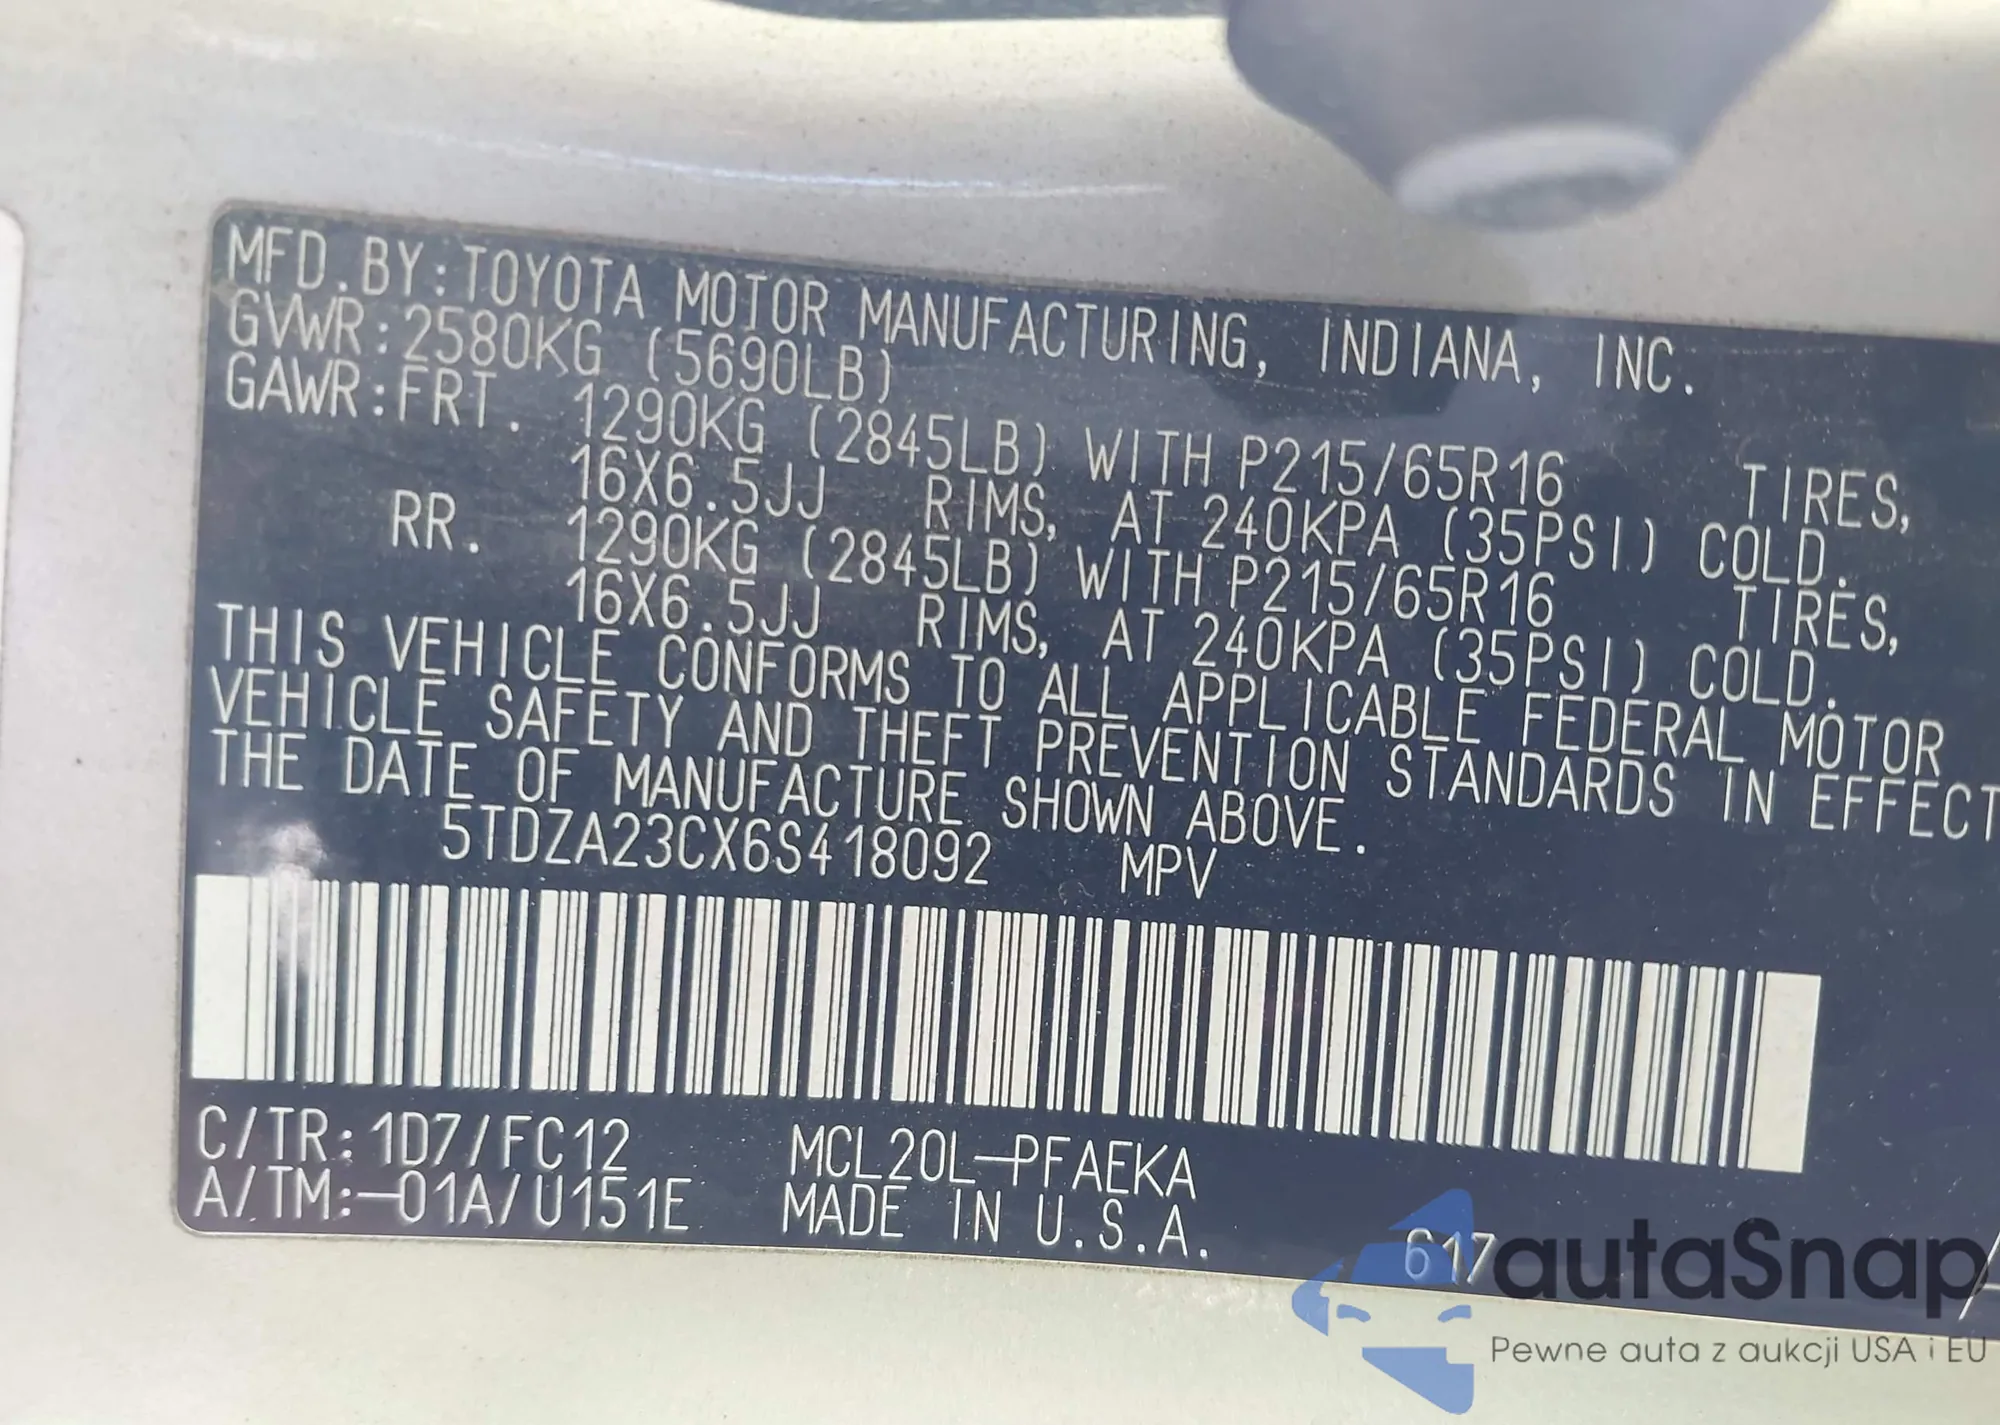 MFD.BY:TOYOTA MOTOR MANUFACTURING, INDIANA, INC.
GVWR:2580KG (5690LB)
GAWR:FRT. 1290KG (2845LB) WITH P215/65R16 TIRES,
16X6.5JJ RIMS, AT 240KPA (35PSI) COLD.
RR. 1290KG (2845LB) WITH P215/65R16 TIRES,
16X6.5JJ RIMS, AT 240KPA (35PSI) COLD.
THIS VEHICLE CONFORMS TO ALL APPLICABLE FEDERAL MOTOR
VEHICLE SAFETY AND THEFT PREVENTION STANDARDS IN EFFECT
THE DATE OF MANUFACTURE SHOWN ABOVE.
5TDZA23CX6S418092 MPV
C/TR:1D7/FC12 MCL20L-PFAEKA
A/TM:-01A/U151E MADE IN U.S.A. 617
autaSnap
Pewne auta z aukcji USA i EU